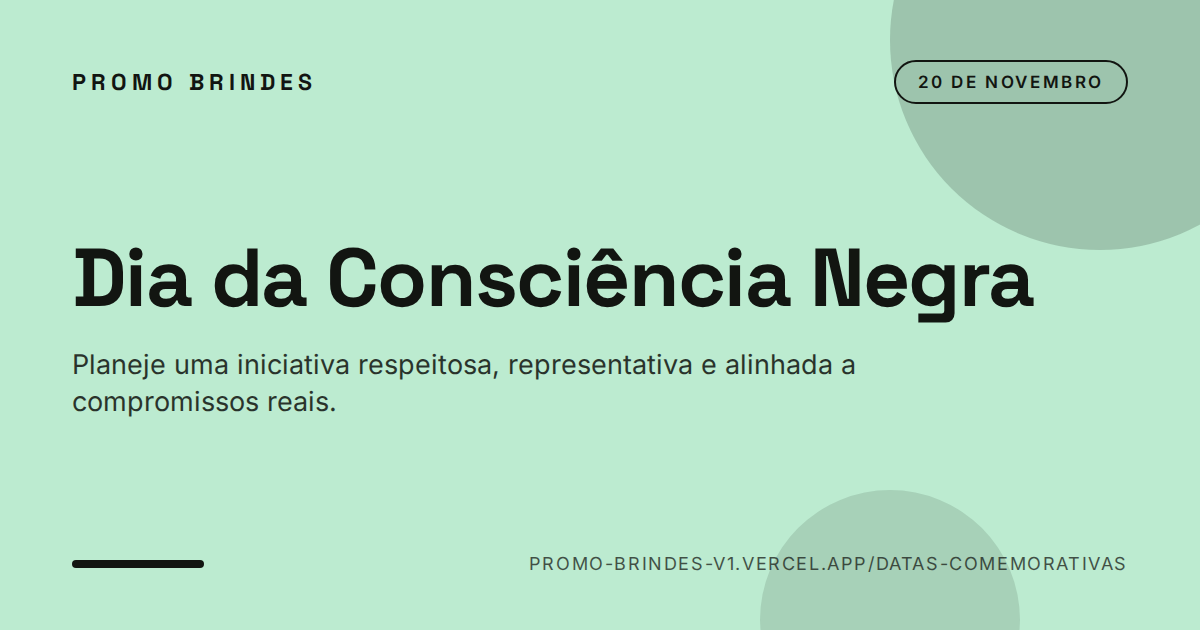 PROMO BRINDES
20 DE NOVEMBRO
Dia da Consciência Negra
Planeje uma iniciativa respeitosa, representativa e alinhada a
compromissos reais.
PROMO-BRINDES-V1.VERCEL.APP/DATAS-COMEMORATIVAS